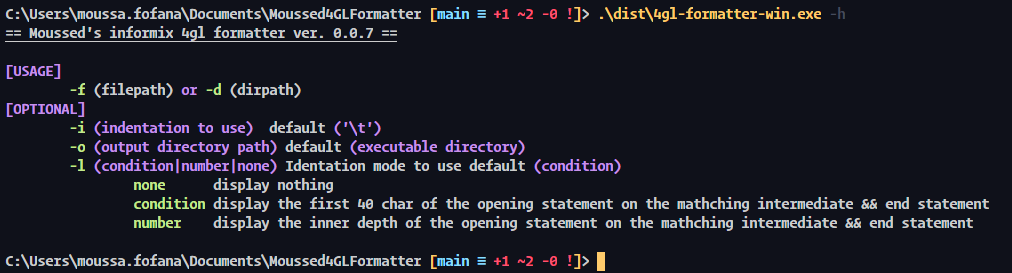 C:\Users\moussa.fofana\Documents\Moussed4GLFormatter [main ≡ +1 ~2 -0 !]> .\dist\4gl-formatter-win.exe -h
== Moussed's informix 4gl formatter ver. 0.0.7 ==
[USAGE]
-f (filepath) or -d (dirpath)
[OPTIONAL]
-i (indentation to use) default ('\t')
-o (output directory path) default (executable directory)
-l (condition|number|none) Identation mode to use default (condition)
none display nothing
condition display the first 40 char of the opening statement on the mathching intermediate && end statement
number display the inner depth of the opening statement on the mathching intermediate && end statement
C:\Users\moussa.fofana\Documents\Moussed4GLFormatter [main ≡ +1 ~2 -0 !]>